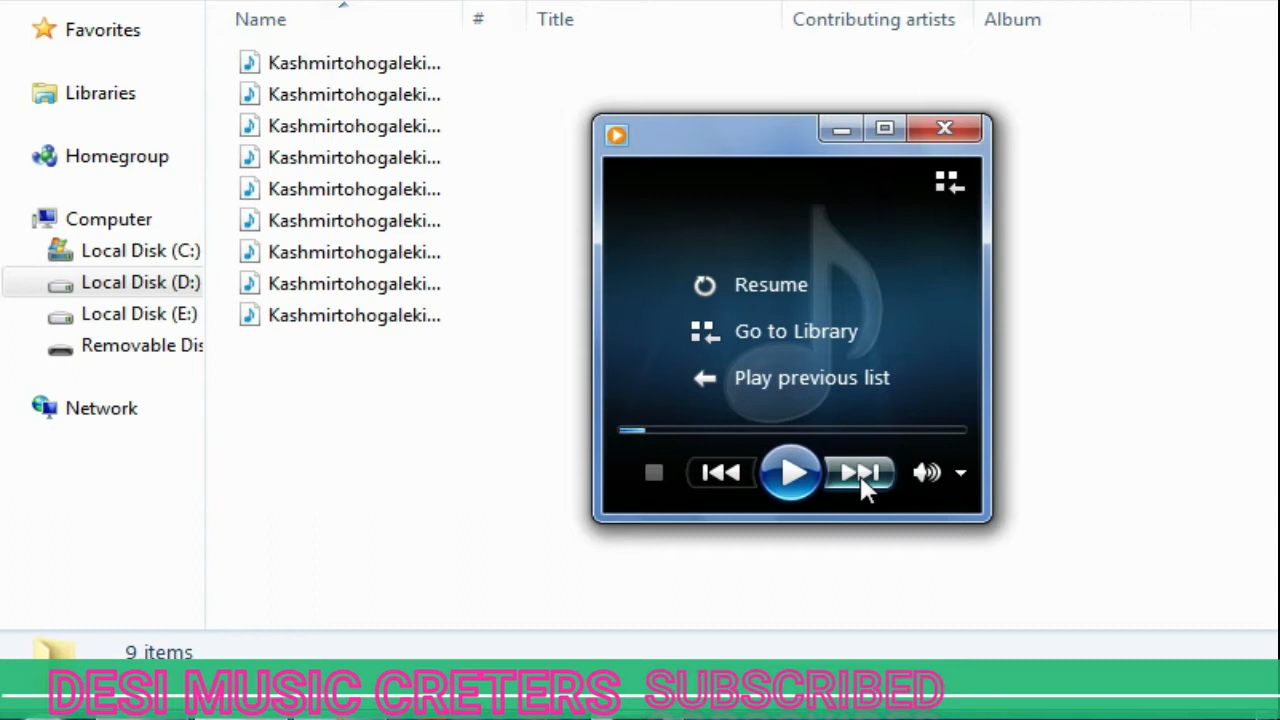 Name # Title Contributing artists Album
Favorites
Libraries
Homegroup
Computer
Local Disk (C:)
Local Disk (D:)
Local Disk (E:)
Removable Dis
Network
Kashmirtohogaleki...
Kashmirtohogaleki...
Kashmirtohogaleki...
Kashmirtohogaleki...
Kashmirtohogaleki...
Kashmirtohogaleki...
Kashmirtohogaleki...
Kashmirtohogaleki...
Kashmirtohogaleki...
Resume
Go to Library
Play previous list
9 items
DESI MUSIC CRETERS SUBSCRIBED